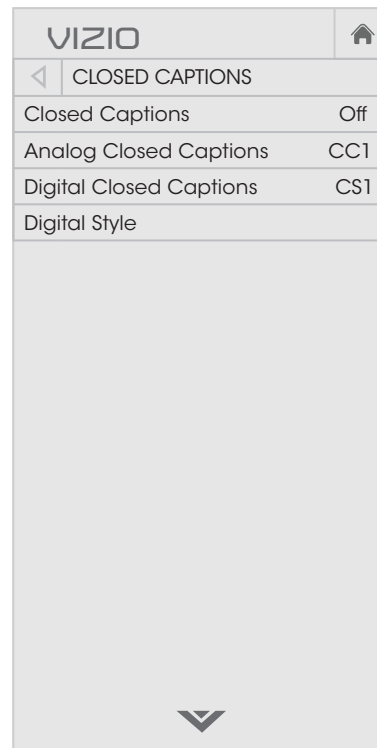 VIZIO
CLOSED CAPTIONS
Closed Captions Off
Analog Closed Captions CC1
Digital Closed Captions CS1
Digital Style